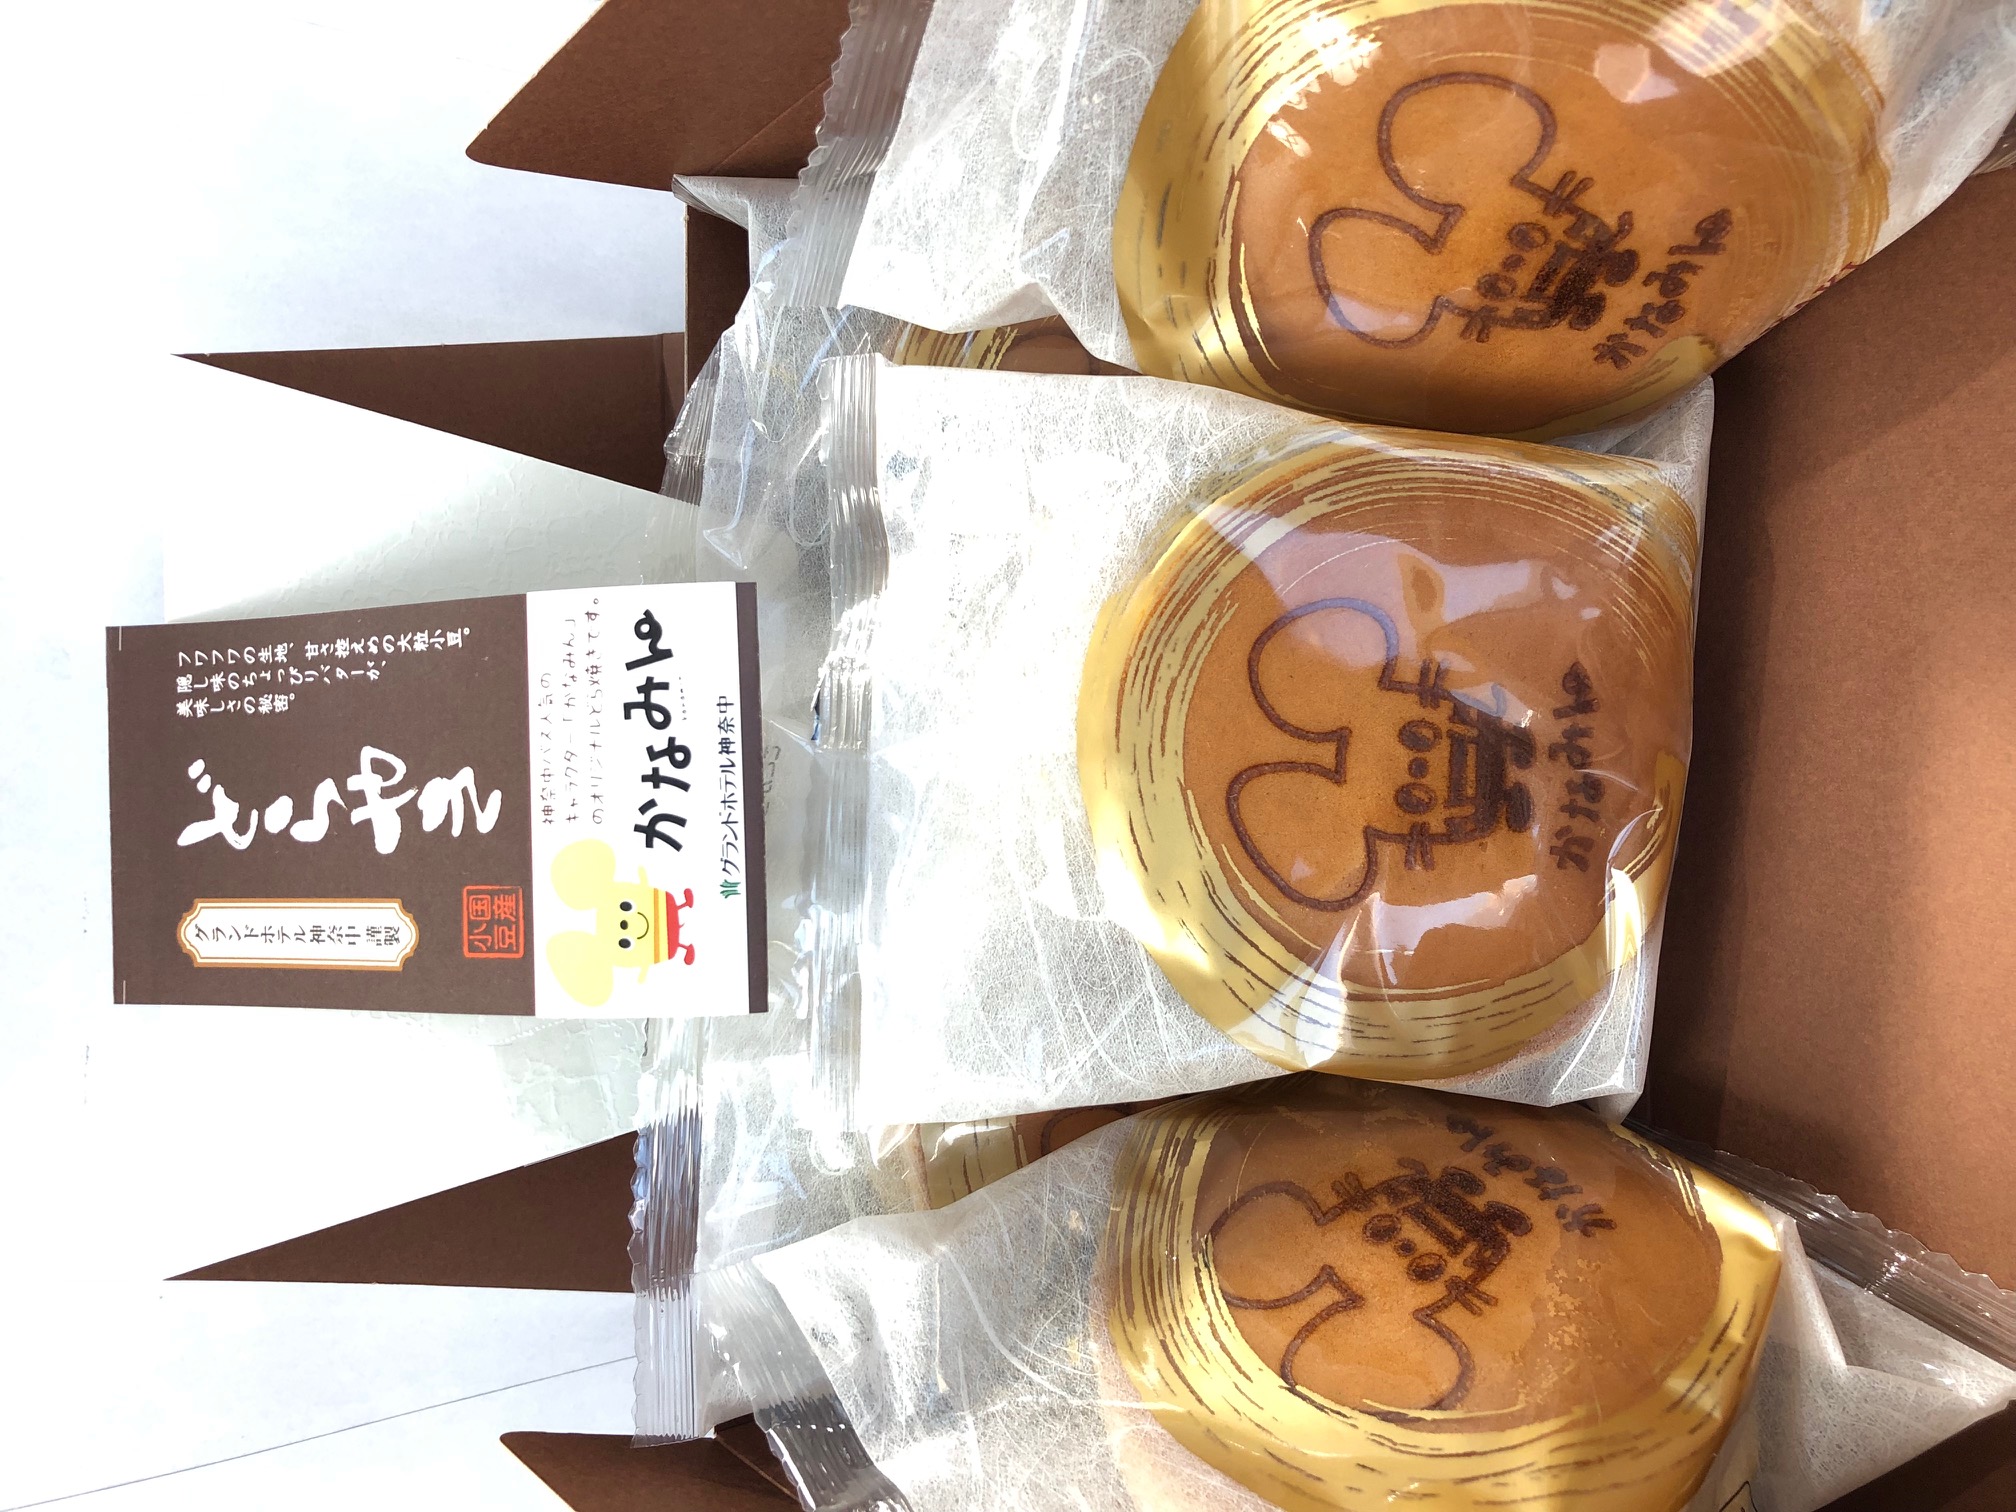 フワフワの生地、甘さ控えめの大粒小豆。
隠し味のちょっぴりバターが、
美味しさの秘密。
どらやき
グランドホテル神奈中謹製
国産
小豆
神奈中バス人気の
キャラクター「かなみん」
のオリジナルどら焼きです。
かなみん
グランドホテル神奈中
かなみん
かなみん
かなみん